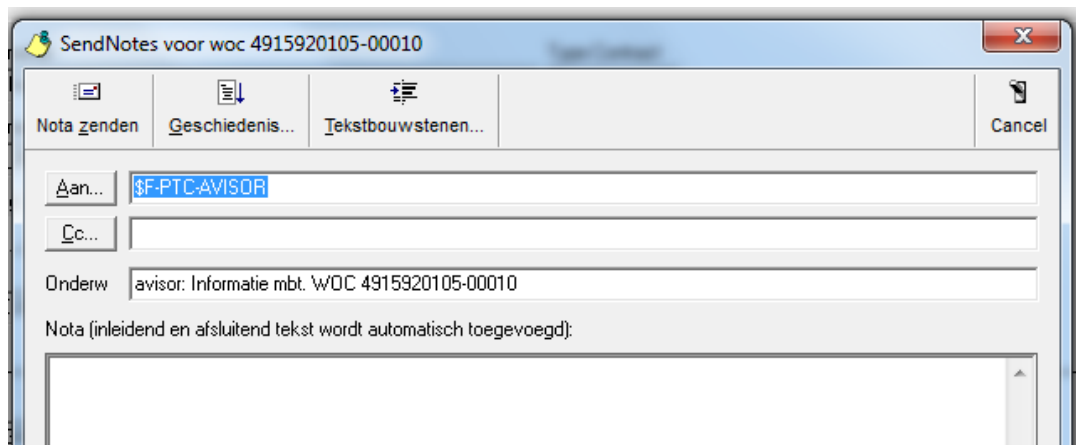 SendNotes voor woc 4915920105-00010
Nota zenden Geschiedenis... Tekstbouwstenen... Cancel
Aan... $F-PTC-AVISOR
Cc...
Onderw avisor: Informatie mbt. WOC 4915920105-00010
Nota (inleidend en afsluitend tekst wordt automatisch toegevoegd):